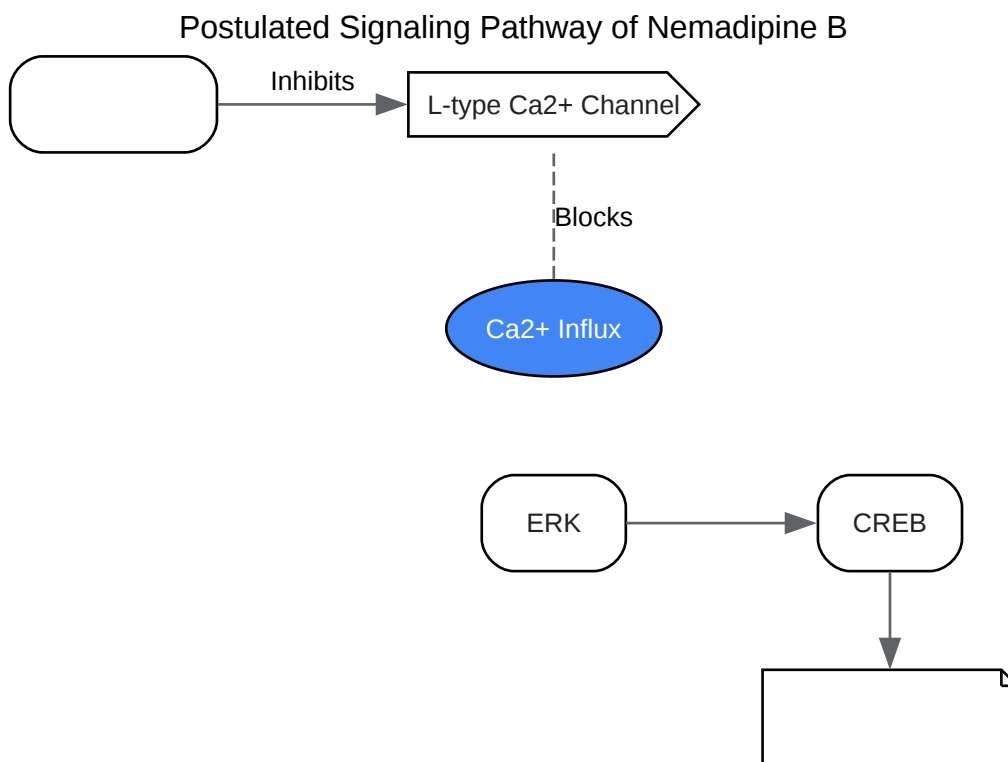 Postulated Signaling Pathway of Nemadipine B
Inhibits
L-type Ca2+ Channel
Blocks
Ca2+ Influx
ERK
CREB